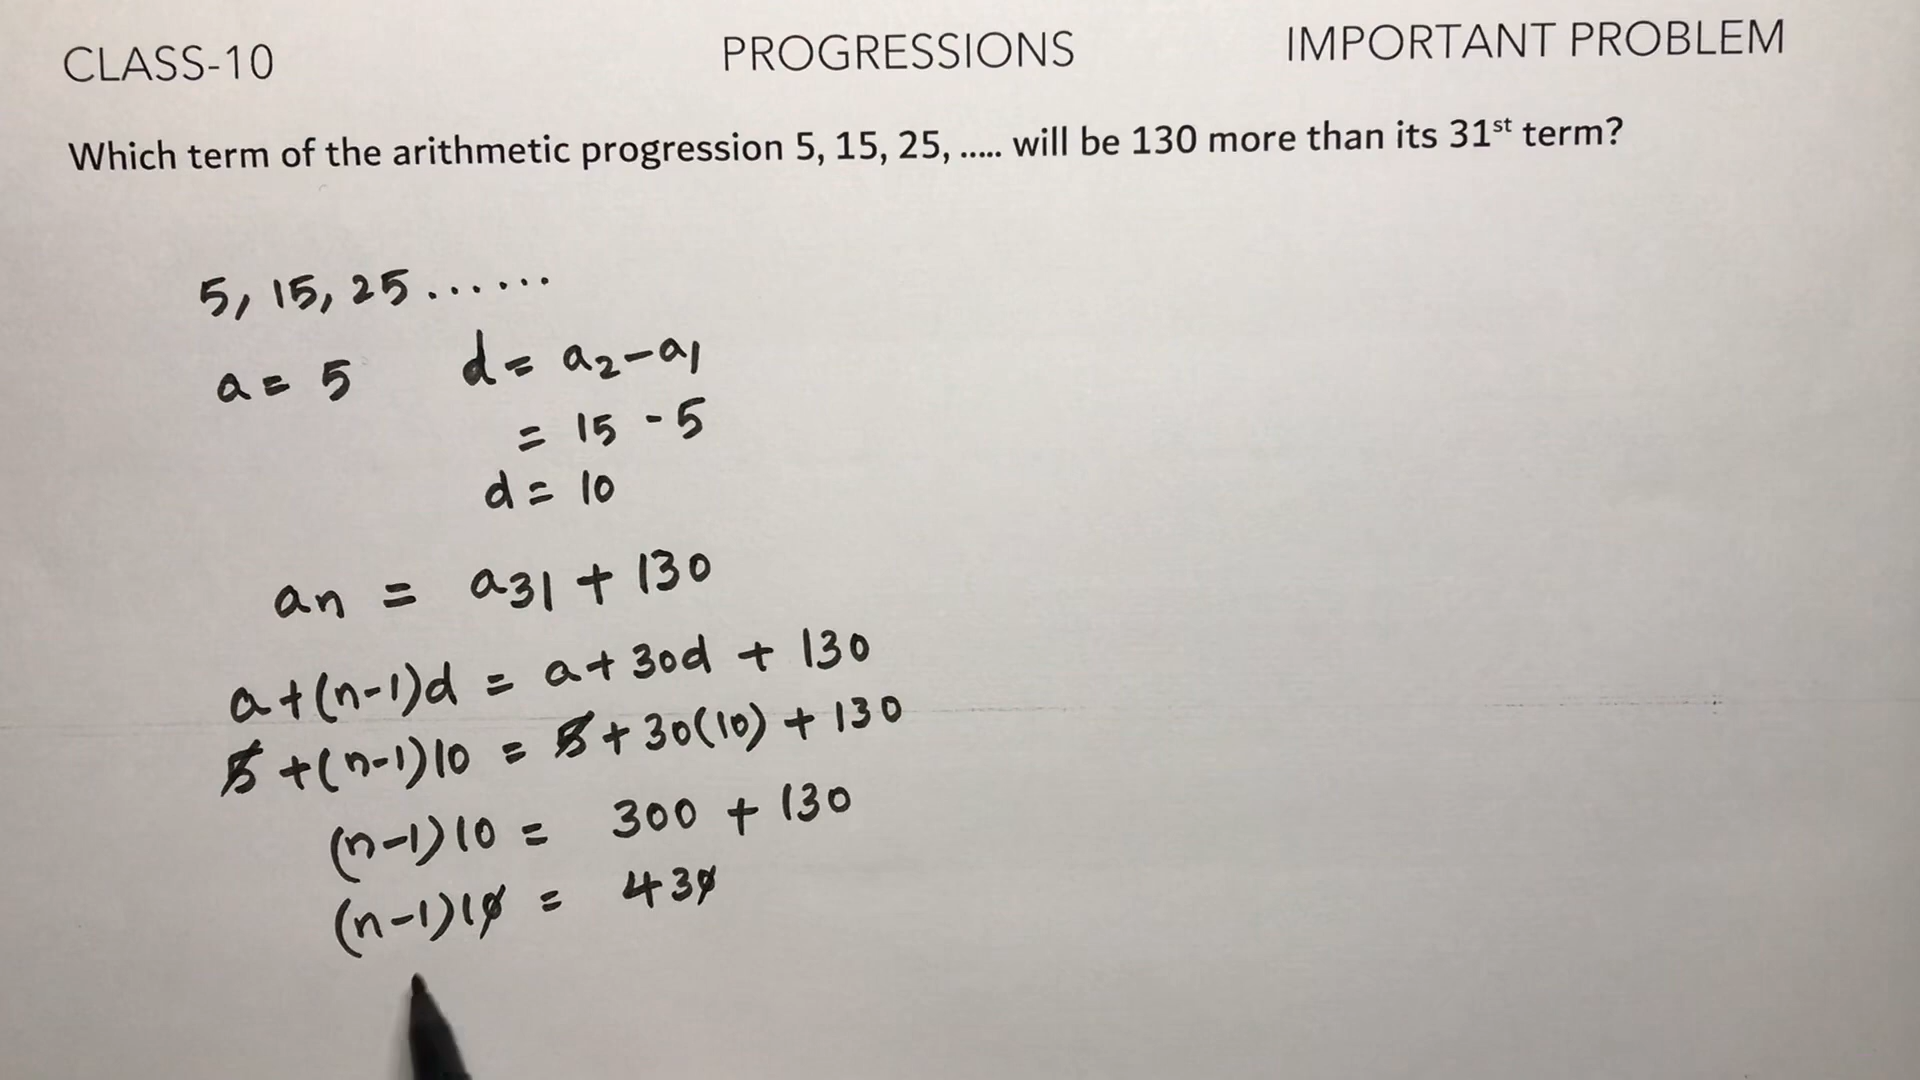 CLASS-10 PROGRESSIONS IMPORTANT PROBLEM
Which term of the arithmetic progression 5, 15, 25, ..... will be 130 more than its 31st term?
5, 15, 25 ......
a = 5 d = a2 - a1
= 15 - 5
d = 10
an = a31 + 130
a + (n-1)d = a + 30d + 130
5 + (n-1)10 = 5 + 30(10) + 130
(n-1)10 = 300 + 130
(n-1)10 = 430